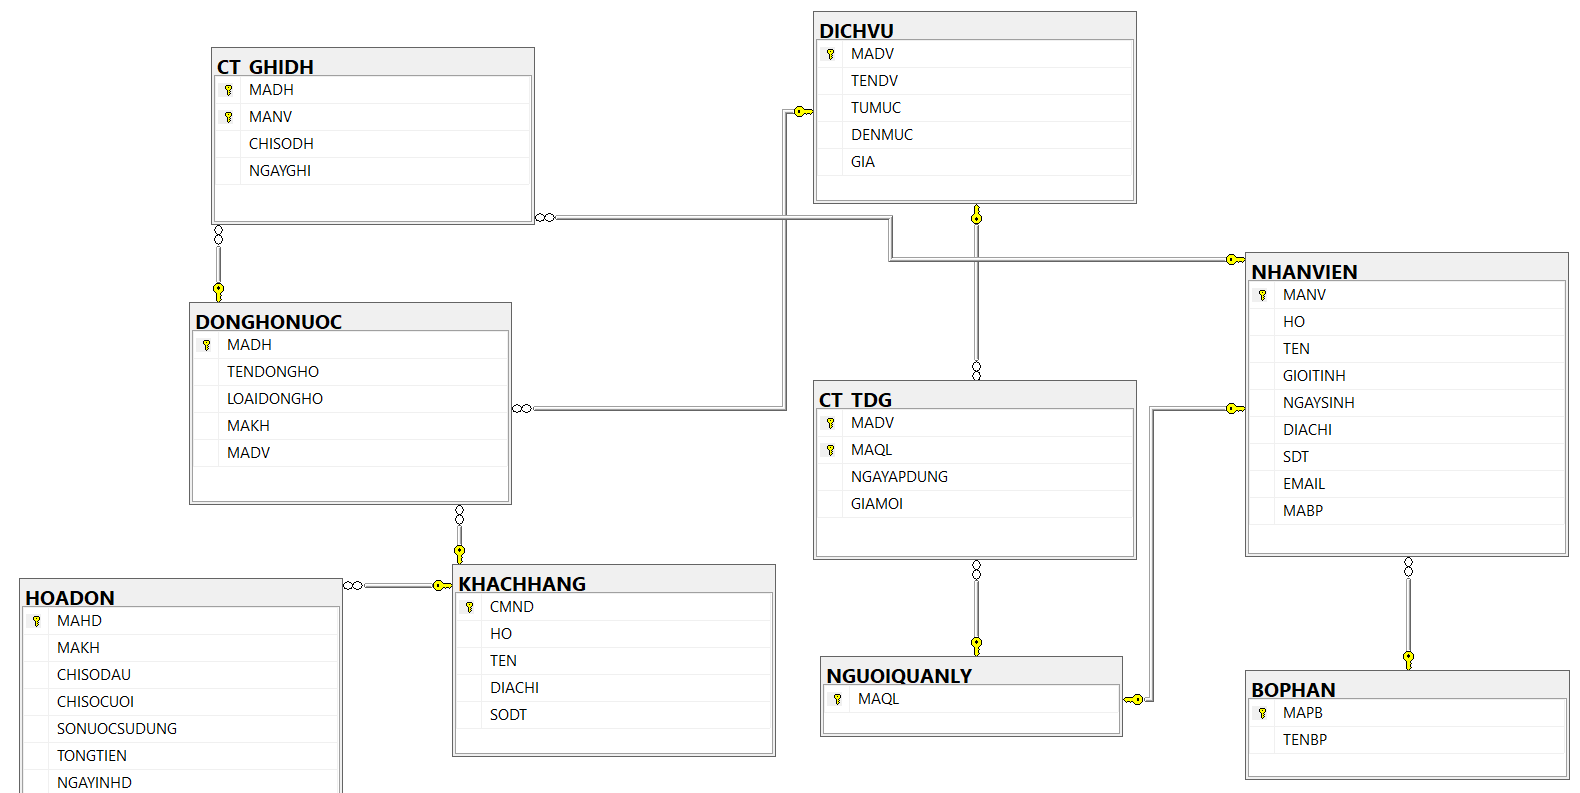 CT_GHIDH
MADH
MANV
CHISODH
NGAYGHI
DICHVU
MADV
TENDV
TUMUC
DENMUC
GIA
NHANVIEN
MANV
HO
TEN
GIOITINH
NGAYSINH
DIACHI
SDT
EMAIL
MABP
DONGHONUOC
MADH
TENDONGHO
LOAIDONGHO
MAKH
MADV
CT_TDG
MADV
MAQL
NGAYAPDUNG
GIAMOI
HOADON
MAHD
MAKH
CHISODAU
CHISOCUOI
SONUOCSUDUNG
TONGTIEN
NGAYINHD
KHACHHANG
CMND
HO
TEN
DIACHI
SODT
NGUOIQUANLY
MAQL
BOPHAN
MAPB
TENBP